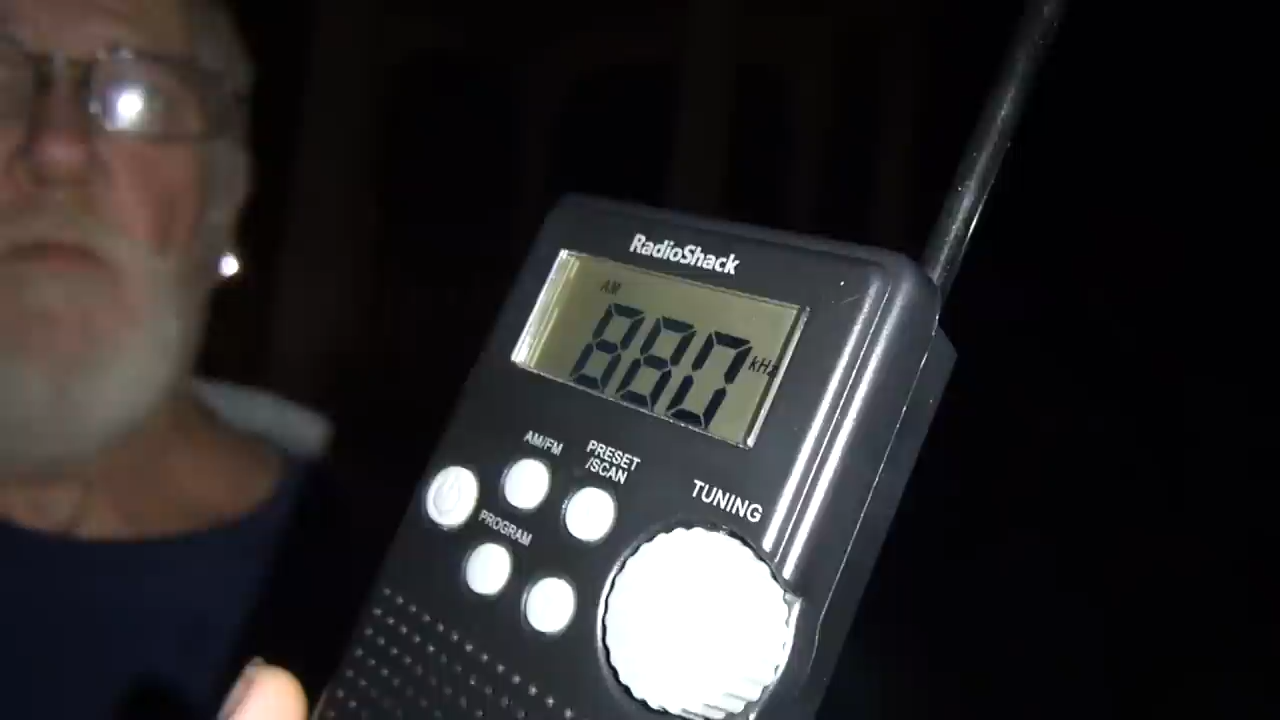 RadioShack
AM
880 kHz
AM/FM
PRESET
/SCAN
TUNING
PROGRAM